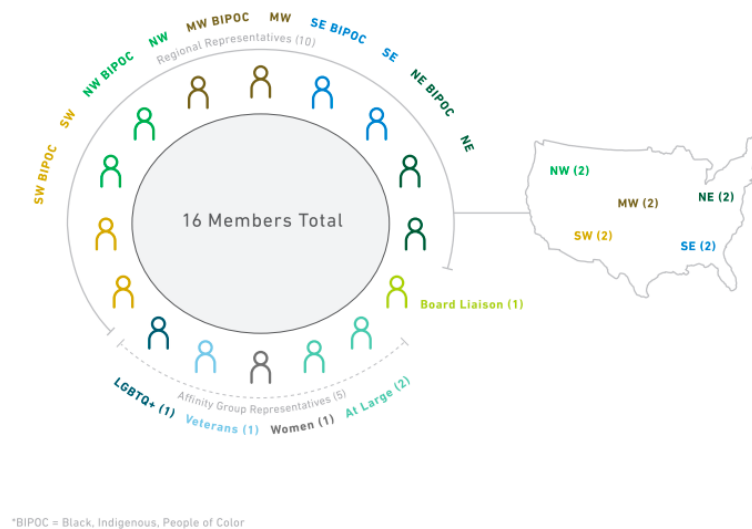 SW BIPOC
SW
NW BIPOC
NW
MW BIPOC
MW
SE BIPOC
SE
NE BIPOC
NE
Regional Representatives (10)
16 Members Total
NW (2)
MW (2)
NE (2)
SW (2)
SE (2)
Board Liaison (1)
Affinity Group Representatives (5)
LGBTQ+ (1)
Veterans (1)
Women (1)
At Large (2)
*BIPOC = Black, Indigenous, People of Color